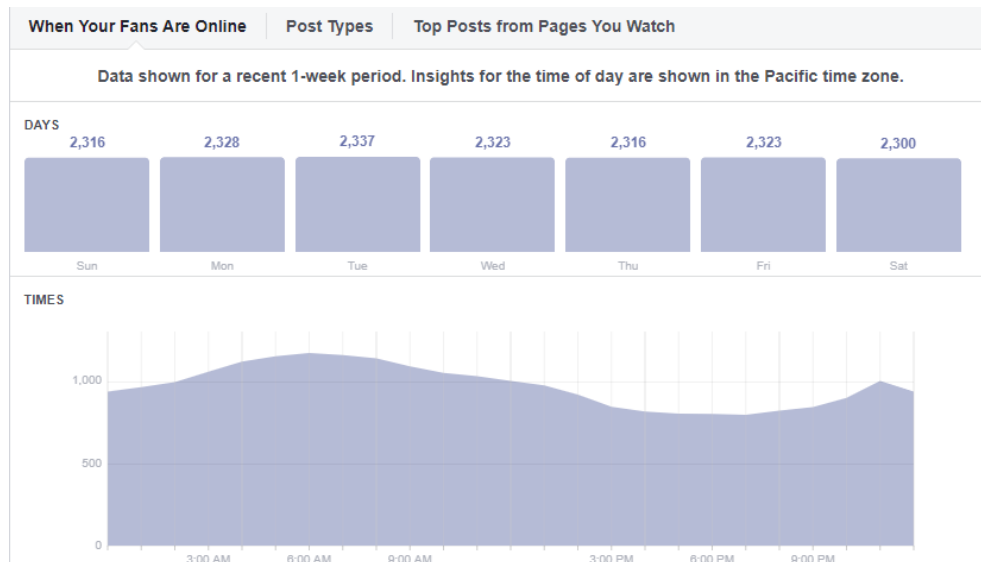 When Your Fans Are Online Post Types Top Posts from Pages You Watch
Data shown for a recent 1-week period. Insights for the time of day are shown in the Pacific time zone.
DAYS
2,316 2,328 2,337 2,323 2,316 2,323 2,300
Sun Mon Tue Wed Thu Fri Sat
TIMES
1,000
500
0
3:00 AM 6:00 AM 9:00 AM 3:00 PM 6:00 PM 9:00 PM